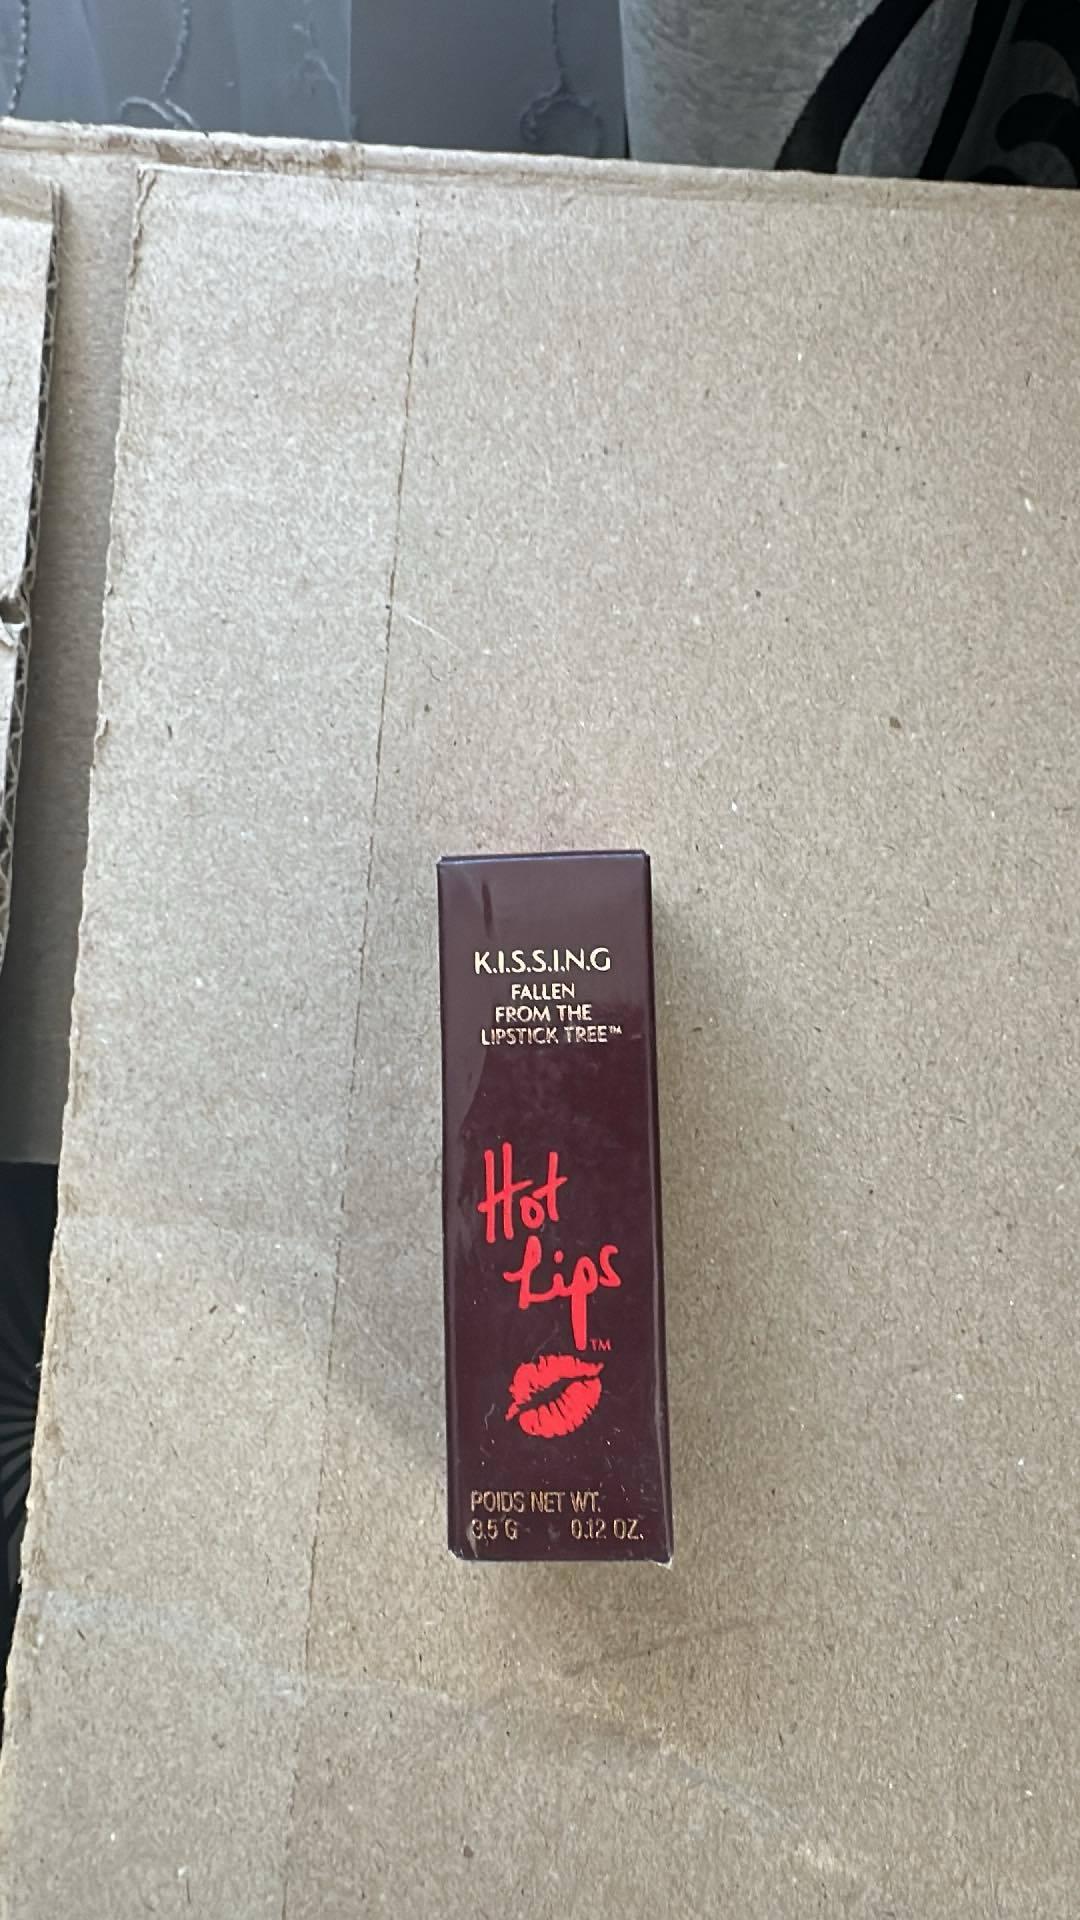 K.I.S.S.I.N.G
FALLEN
FROM THE
LIPSTICK TREE™
Hot
Lips
™
POIDS NET WT.
3.5 G 0.12 OZ.